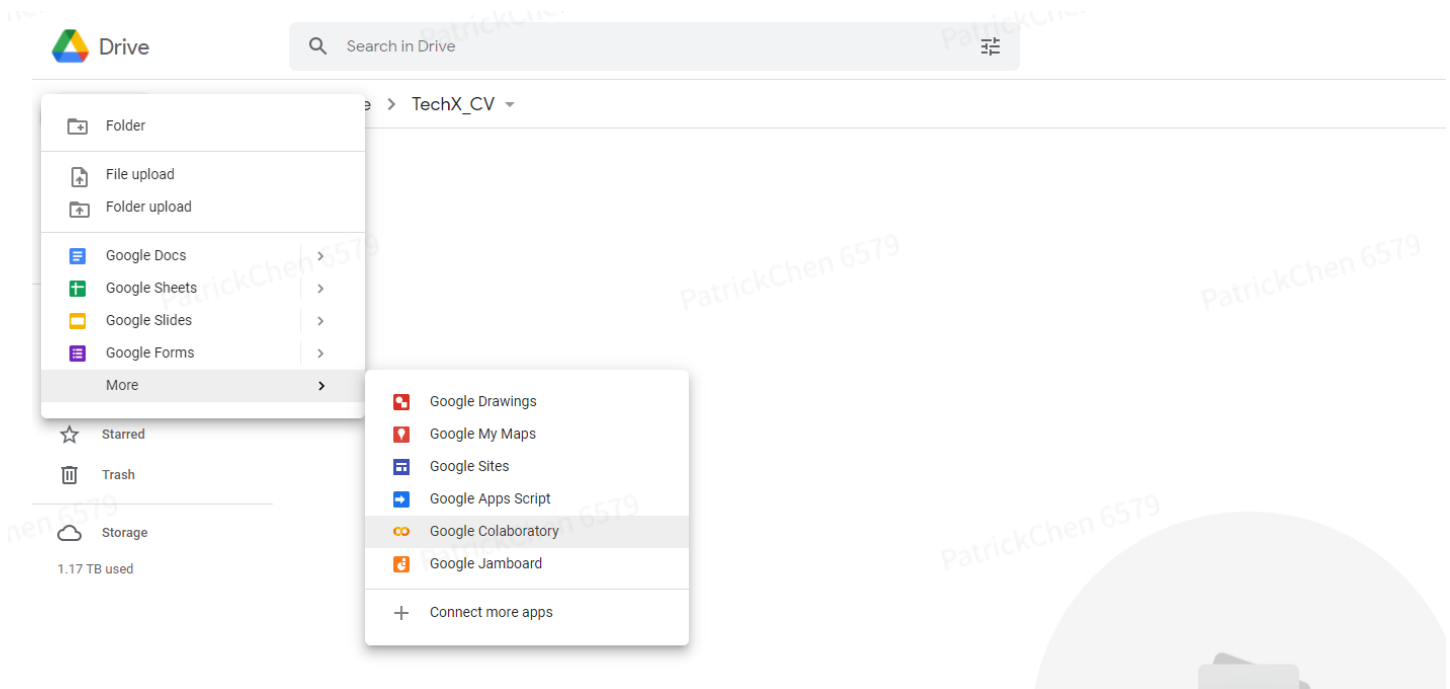 Drive
Search in Drive
e > TechX_CV
Folder
File upload
Folder upload
Google Docs
Google Sheets
Google Slides
Google Forms
More
Google Drawings
Google My Maps
Google Sites
Google Apps Script
Google Colaboratory
Google Jamboard
Connect more apps
Starred
Trash
Storage
1.17 TB used
PatrickChen 6579
PatrickChen 6579
PatrickChen 6579
PatrickChen 6579
PatrickChen 6579